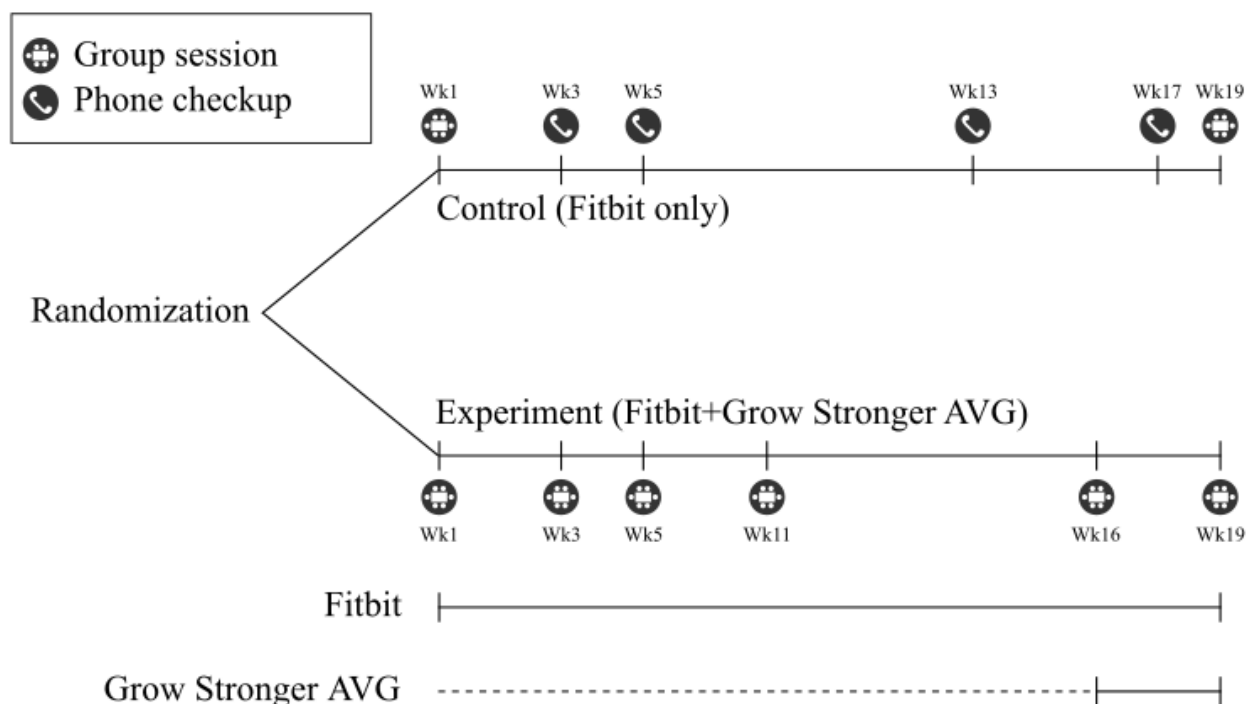 Group session
Phone checkup
Wk1 Wk3 Wk5 Wk13 Wk17 Wk19
Control (Fitbit only)
Randomization
Experiment (Fitbit+Grow Stronger AVG)
Wk1 Wk3 Wk5 Wk11 Wk16 Wk19
Fitbit
Grow Stronger AVG